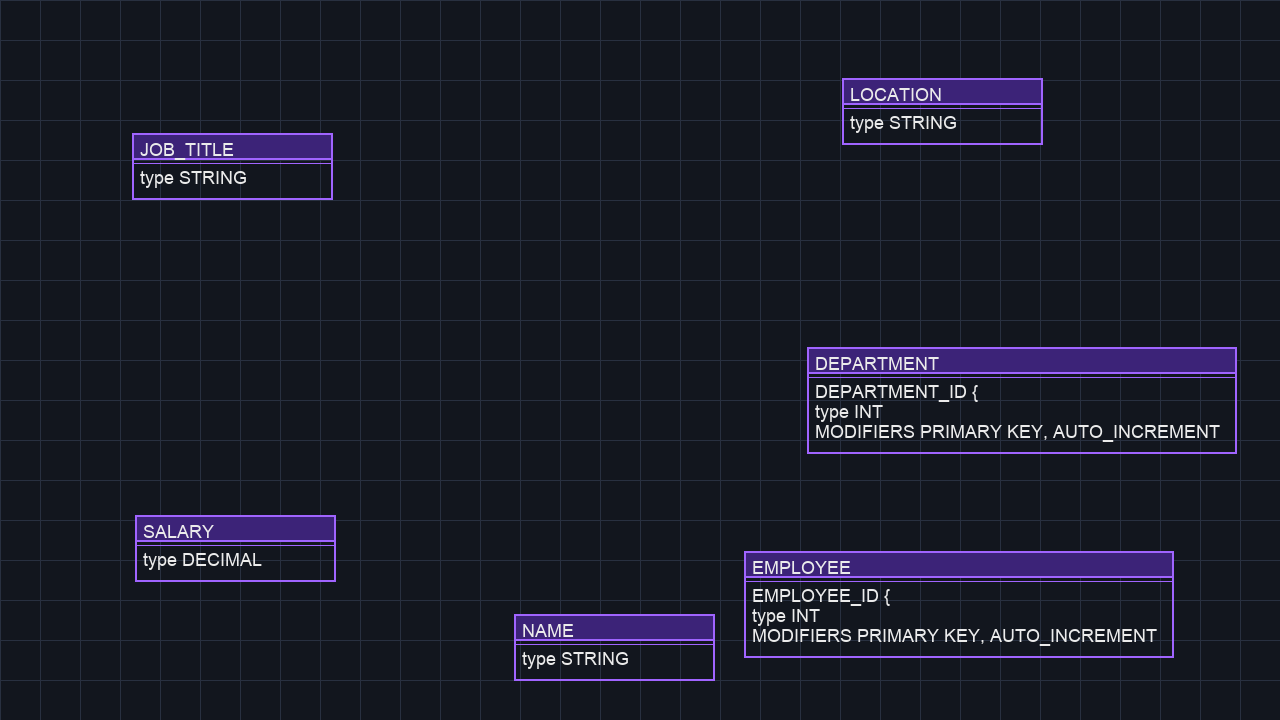 LOCATION
type STRING
JOB_TITLE
type STRING
DEPARTMENT
DEPARTMENT_ID {
type INT
MODIFIERS PRIMARY KEY, AUTO_INCREMENT
SALARY
type DECIMAL
EMPLOYEE
EMPLOYEE_ID {
type INT
MODIFIERS PRIMARY KEY, AUTO_INCREMENT
NAME
type STRING